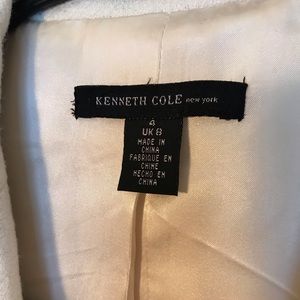 KENNETH COLE new york
4
UK 8
MADE IN
CHINA
FABRIQUE EN
CHINE
HECHO EN
CHINA